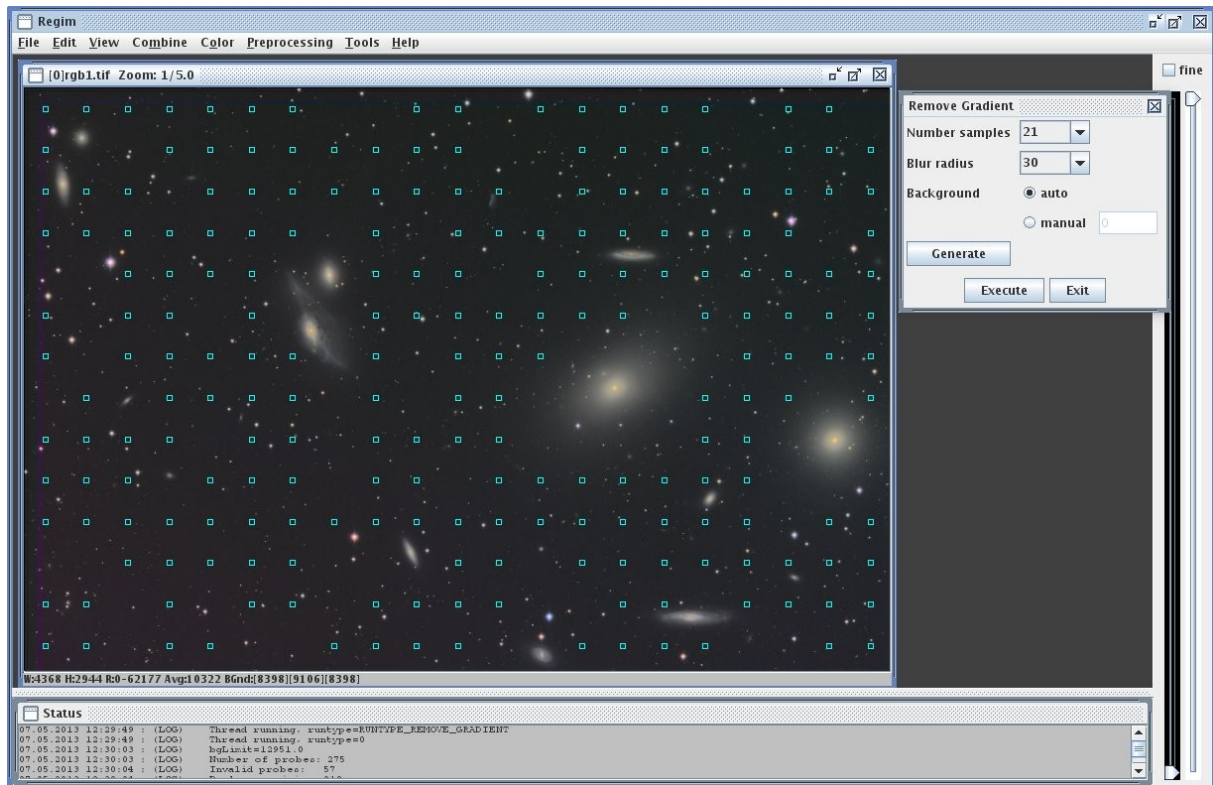 Regim
File Edit View Combine Color Preprocessing Tools Help
[0]rgb1.tif Zoom: 1/5.0
fine
Remove Gradient
Number samples 21
Blur radius 30
Background auto
manual 0
Generate
Execute Exit
W:4368 H:2944 R:0-62177 Avg:10322 BGnd:[8398][9106][8398]
Status
07.05.2013 12:29:49 : (LOG) Thread running, runtype=RUNTYPE_REMOVE_GRADIENT
07.05.2013 12:29:49 : (LOG) Thread running, runtype=0
07.05.2013 12:30:03 : (LOG) bgLimit=12951.0
07.05.2013 12:30:03 : (LOG) Number of probes: 275
07.05.2013 12:30:04 : (LOG) Invalid probes: 57